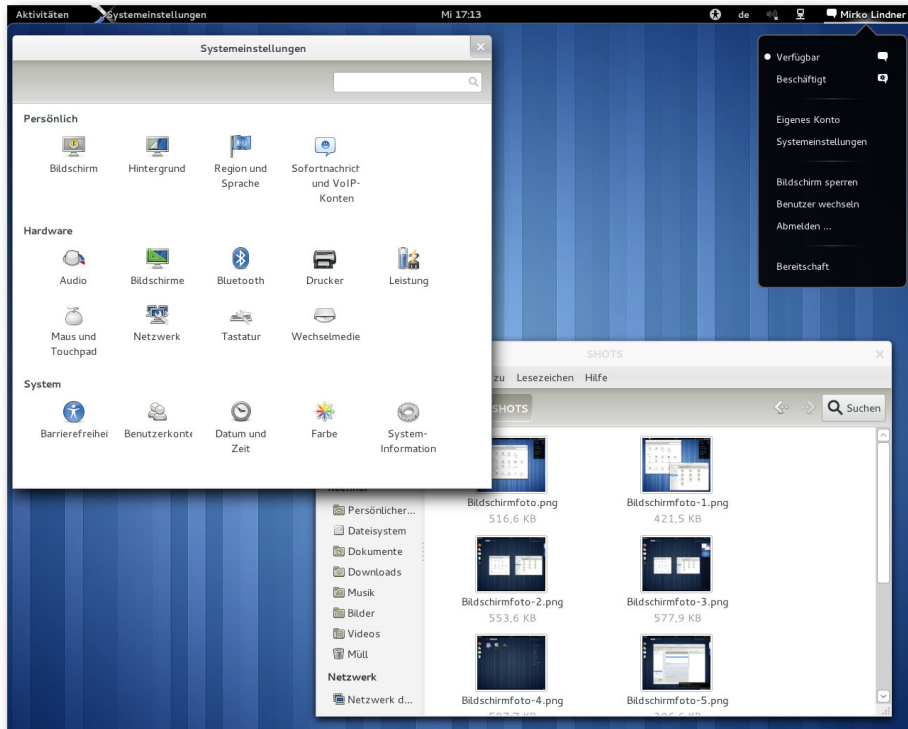 Aktivitäten Systemeinstellungen Mi 17:13 de Mirko Lindner
Systemeinstellungen
Persönlich
Bildschirm Hintergrund Region und Sprache Sofortnachrich und VoIP-Konten
Hardware
Audio Bildschirme Bluetooth Drucker Leistung
Maus und Touchpad Netzwerk Tastatur Wechselmedie
System
Barrierefreihei Benutzerkonte Datum und Zeit Farbe System-Information
Verfügbar
Beschäftigt
Eigenes Konto
Systemeinstellungen
Bildschirm sperren
Benutzer wechseln
Abmelden ...
Bereitschaft
SHOTS
zu Lesezeichen Hilfe
SHOTS Suchen
Persönlicher...
Dateisystem
Dokumente
Downloads
Musik
Bilder
Videos
Müll
Netzwerk
Netzwerk d...
Bildschirmfoto.png Bildschirmfoto-1.png
516,6 KB 421,5 KB
Bildschirmfoto-2.png Bildschirmfoto-3.png
553,6 KB 577,9 KB
Bildschirmfoto-4.png Bildschirmfoto-5.png